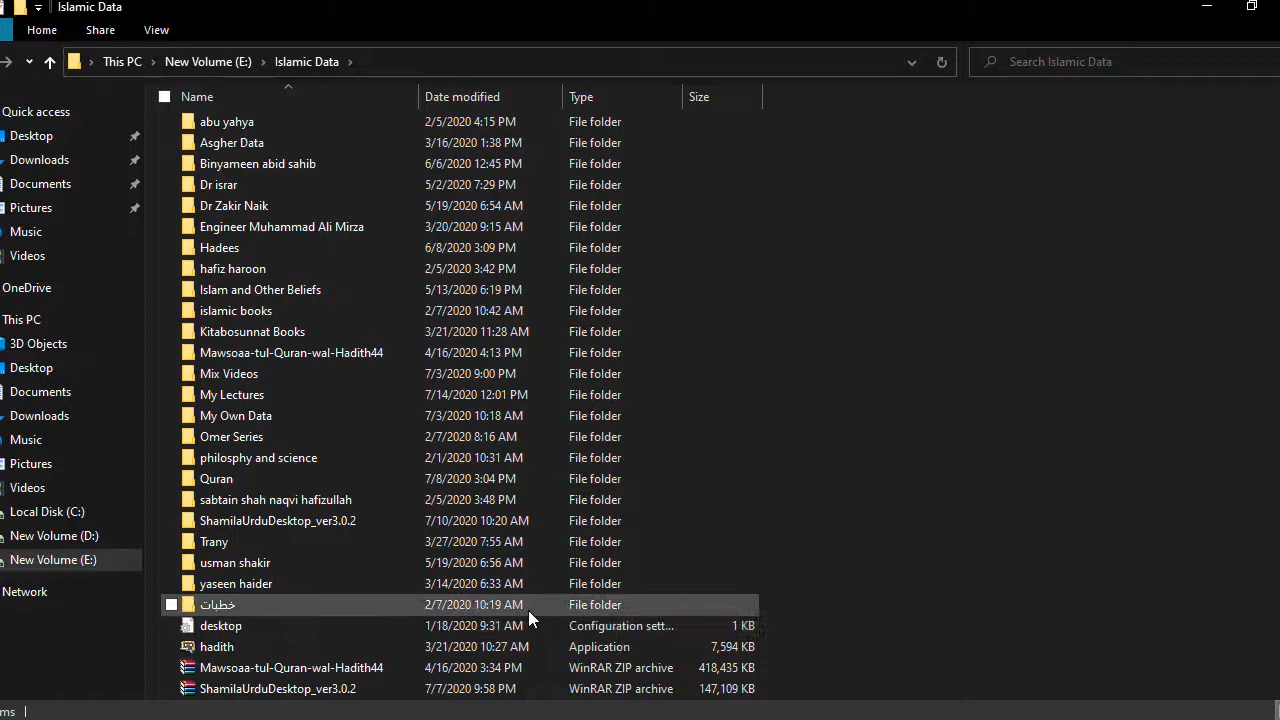 Islamic Data
Home Share View
This PC New Volume (E:) Islamic Data Search Islamic Data
Name Date modified Type Size
Quick access
Desktop
Downloads
Documents
Pictures
Music
Videos
OneDrive
This PC
3D Objects
Desktop
Documents
Downloads
Music
Pictures
Videos
Local Disk (C:)
New Volume (D:)
New Volume (E:)
Network
abu yahya 2/5/2020 4:15 PM File folder
Asgher Data 3/16/2020 1:38 PM File folder
Binyameen abid sahib 6/6/2020 12:45 PM File folder
Dr israr 5/2/2020 7:29 PM File folder
Dr Zakir Naik 5/19/2020 6:54 AM File folder
Engineer Muhammad Ali Mirza 3/20/2020 9:15 AM File folder
Hadees 6/8/2020 3:09 PM File folder
hafiz haroon 2/5/2020 3:42 PM File folder
Islam and Other Beliefs 5/13/2020 6:19 PM File folder
islamic books 2/7/2020 10:42 AM File folder
Kitabosunnat Books 3/21/2020 11:28 AM File folder
Mawsoaa-tul-Quran-wal-Hadith44 4/16/2020 4:13 PM File folder
Mix Videos 7/3/2020 9:00 PM File folder
My Lectures 7/14/2020 12:01 PM File folder
My Own Data 7/3/2020 10:18 AM File folder
Omer Series 2/7/2020 8:16 AM File folder
philosphy and science 2/1/2020 10:31 AM File folder
Quran 7/8/2020 3:04 PM File folder
sabtain shah naqvi hafizullah 2/5/2020 3:48 PM File folder
ShamilaUrduDesktop_ver3.0.2 7/10/2020 10:20 AM File folder
Trany 3/27/2020 7:55 AM File folder
usman shakir 5/19/2020 6:56 AM File folder
yaseen haider 3/14/2020 6:33 AM File folder
خطبات 2/7/2020 10:19 AM File folder
desktop 1/18/2020 9:31 AM Configuration sett... 1 KB
hadith 3/21/2020 10:27 AM Application 7,594 KB
Mawsoaa-tul-Quran-wal-Hadith44 4/16/2020 3:34 PM WinRAR ZIP archive 418,435 KB
ShamilaUrduDesktop_ver3.0.2 7/7/2020 9:58 PM WinRAR ZIP archive 147,109 KB
ms